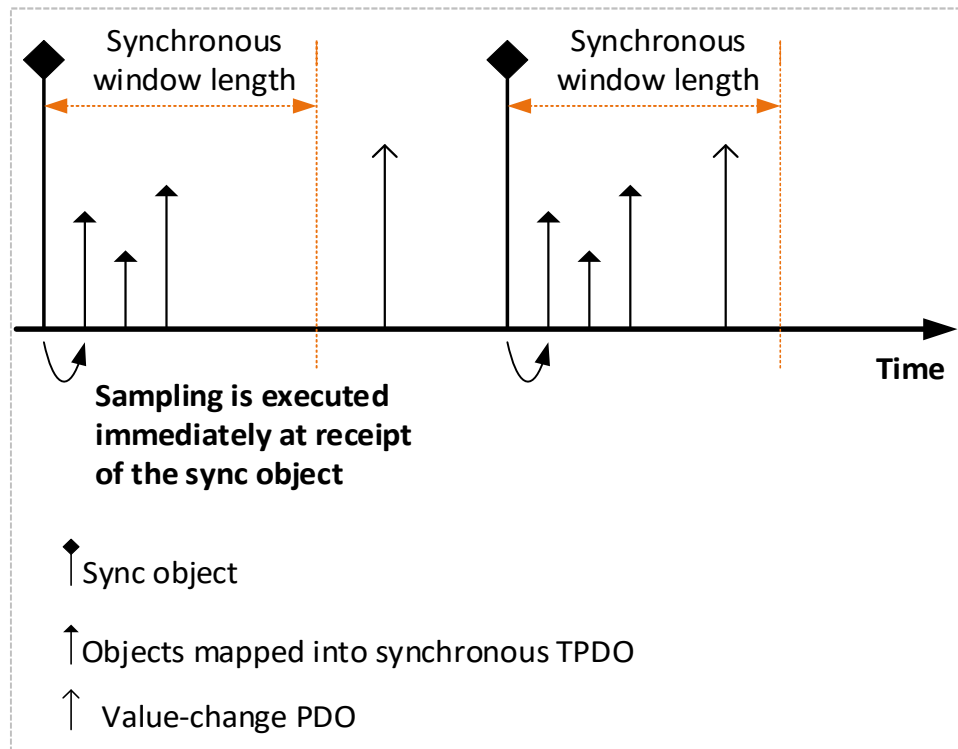 Synchronous
window length
Synchronous
window length
Time
Sampling is executed
immediately at receipt
of the sync object
Sync object
Objects mapped into synchronous TPDO
Value-change PDO